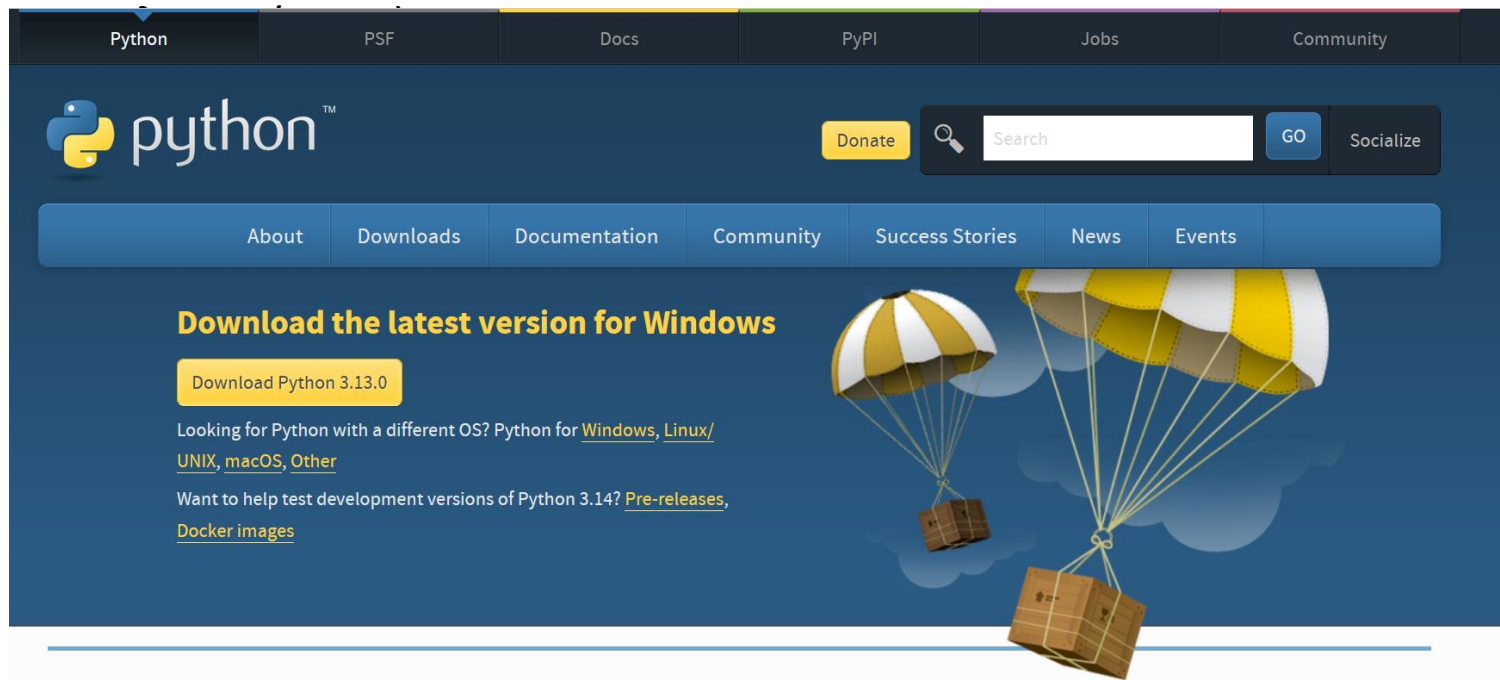 Python PSF Docs PyPI Jobs Community
python™
Donate Search GO Socialize
About Downloads Documentation Community Success Stories News Events
Download the latest version for Windows
Download Python 3.13.0
Looking for Python with a different OS? Python for Windows, Linux/
UNIX, macOS, Other
Want to help test development versions of Python 3.14? Pre-releases,
Docker images